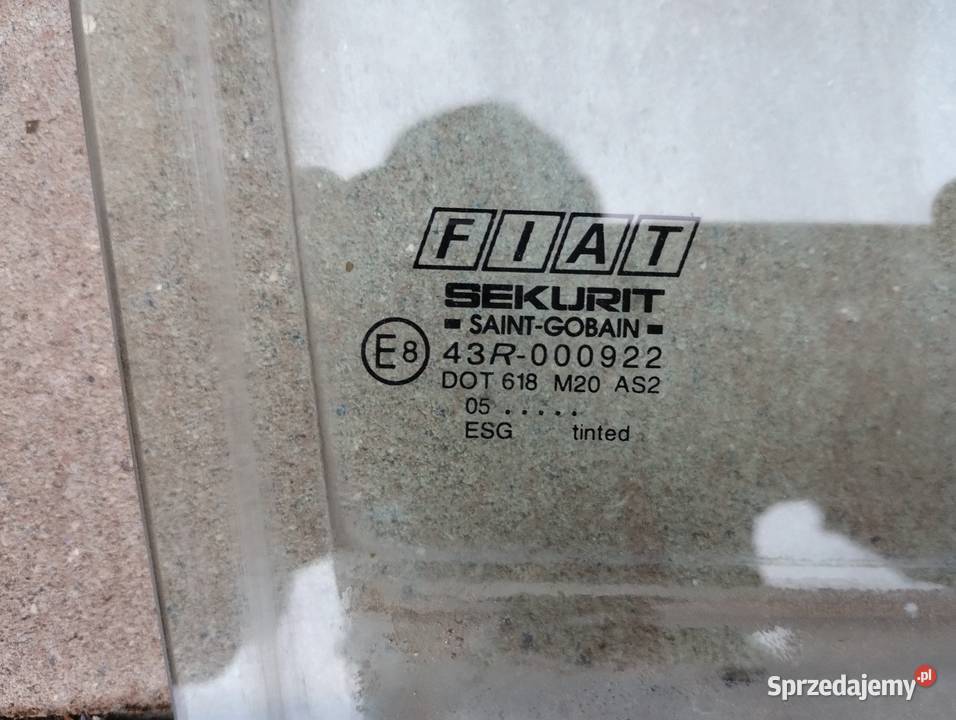 FIAT
SEKURIT
SAINT-GOBAIN
E8 43R-000922
DOT 618 M20 AS2
05 .....
ESG tinted
Sprzedajemy.pl